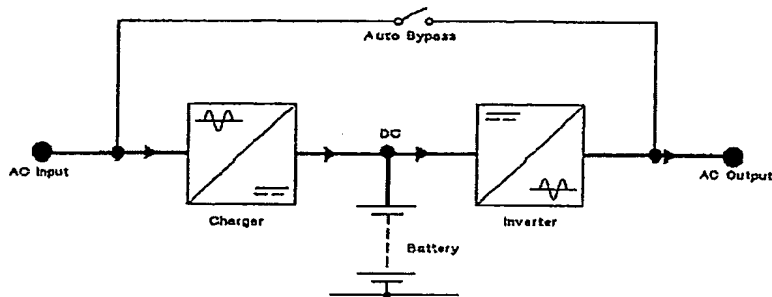 Auto Bypass
DC
AC Input
AC Output
Charger
Inverter
Battery